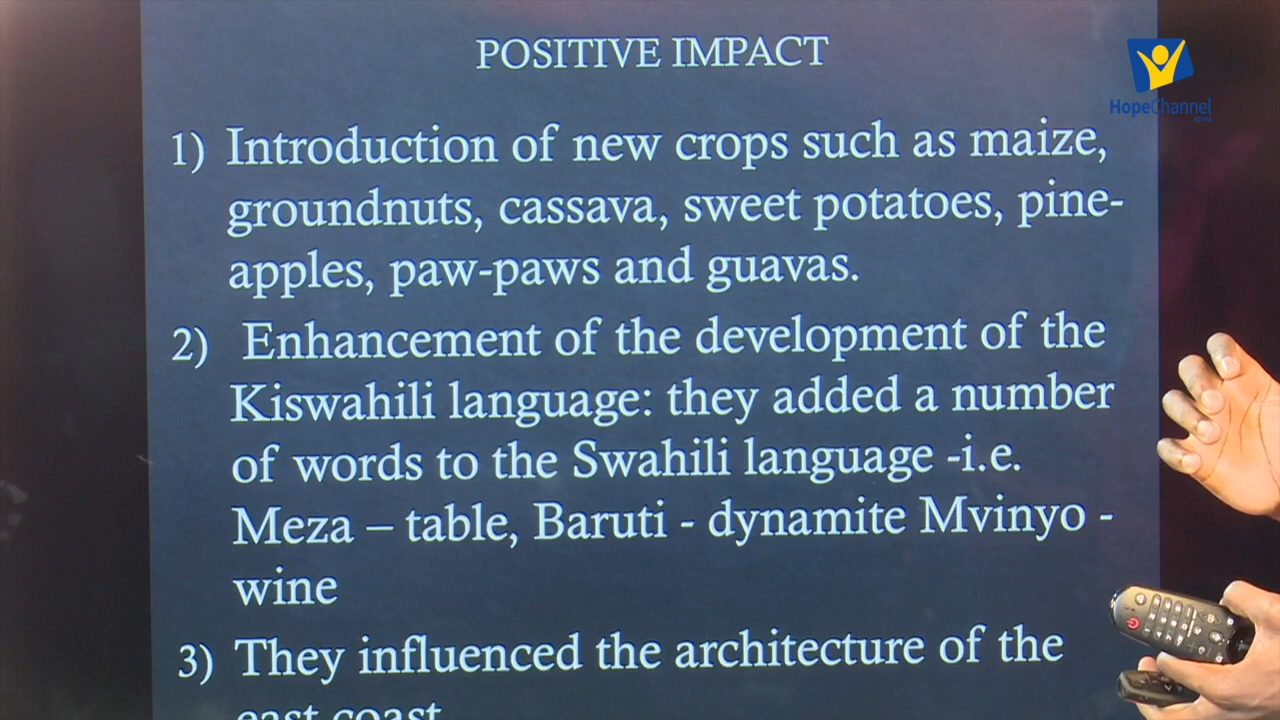 POSITIVE IMPACT
HopeChannel
1) Introduction of new crops such as maize,
groundnuts, cassava, sweet potatoes, pine-
apples, paw-paws and guavas.
2) Enhancement of the development of the
Kiswahili language: they added a number
of words to the Swahili language -i.e.
Meza – table, Baruti - dynamite Mvinyo -
wine
3) They influenced the architecture of the
east coast